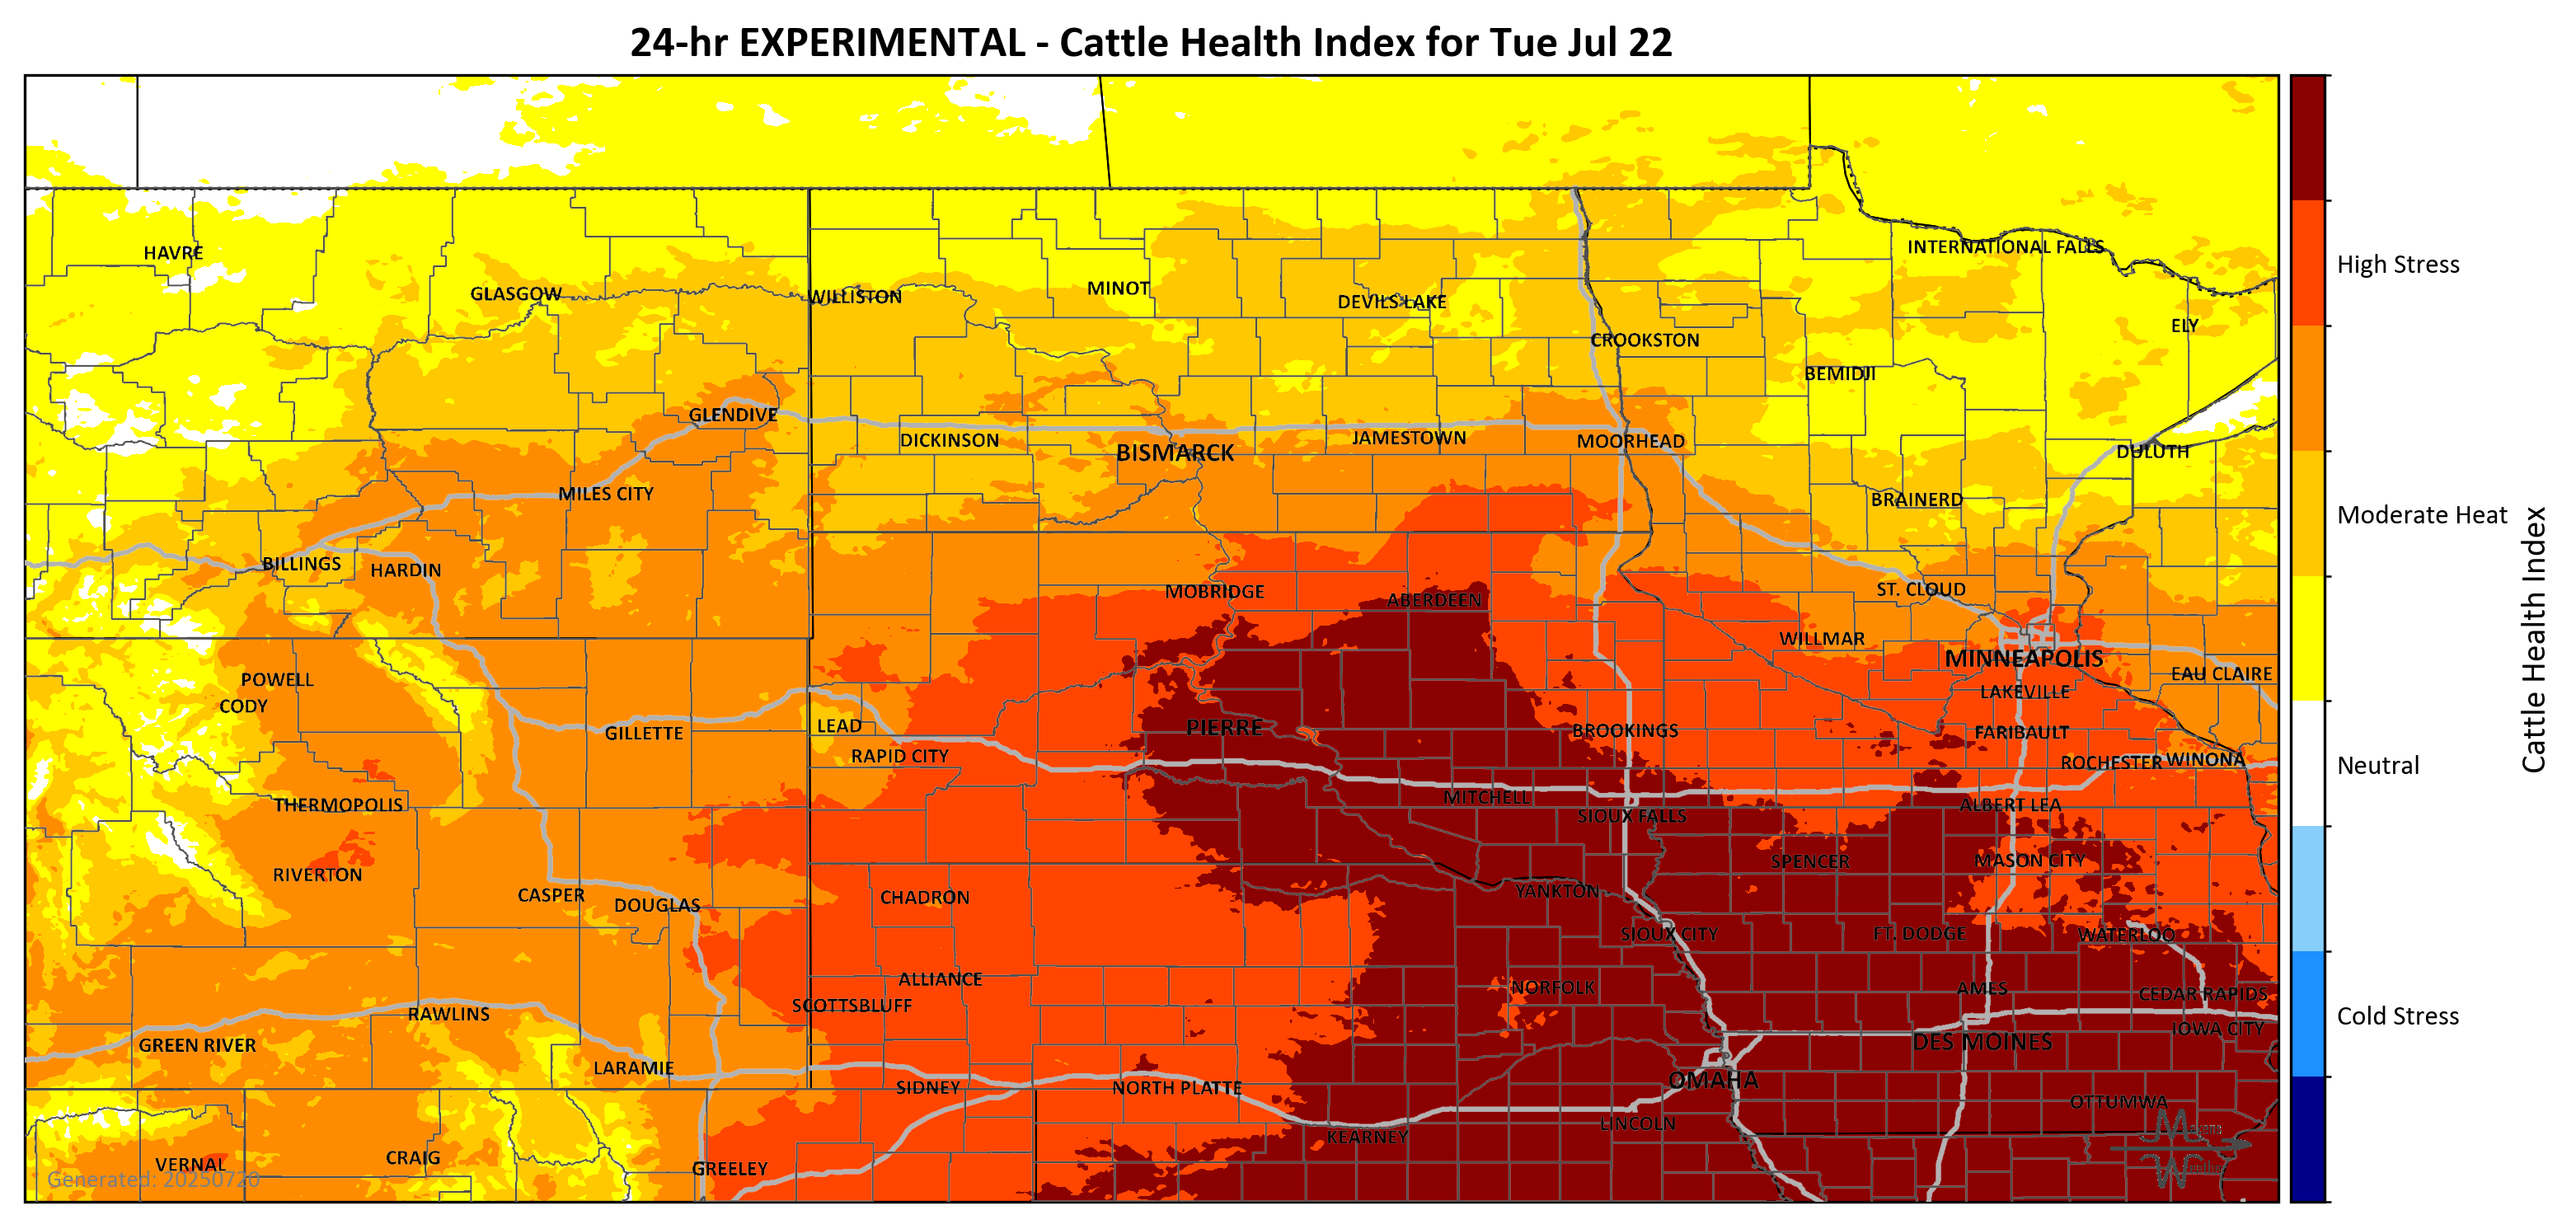 24-hr EXPERIMENTAL - Cattle Health Index for Tue Jul 22
HAVRE
INTERNATIONAL FALLS
GLASGOW
WILLISTON
MINOT
DEVILS LAKE
High Stress
ELY
CROOKSTON
BEMIDJI
GLENDIVE
DICKINSON
BISMARCK
JAMESTOWN
MOORHEAD
DULUTH
MILES CITY
BRAINERD
Moderate Heat
BILLINGS
HARDIN
MOBRIDGE
ABERDEEN
ST. CLOUD
WILLMAR
MINNEAPOLIS
POWELL
CODY
EAU CLAIRE
LAKEVILLE
GILLETTE
LEAD
PIERRE
BROOKINGS
FARIBAULT
Cattle Health Index
RAPID CITY
ROCHESTER
WINONA
Neutral
THERMOPOLIS
MITCHELL
SIOUX FALLS
ALBERT LEA
RIVERTON
SPENCER
MASON CITY
CASPER
DOUGLAS
CHADRON
YANKTON
SIOUX CITY
FT. DODGE
WATERLOO
ALLIANCE
NORFOLK
AMES
CEDAR RAPIDS
SCOTTSBLUFF
RAWLINS
Cold Stress
GREEN RIVER
IOWA CITY
DES MOINES
LARAMIE
SIDNEY
NORTH PLATTE
OMAHA
OTTUMWA
LINCOLN
KEARNEY
VERNAL
CRAIG
GREELEY
Generated: 20250720